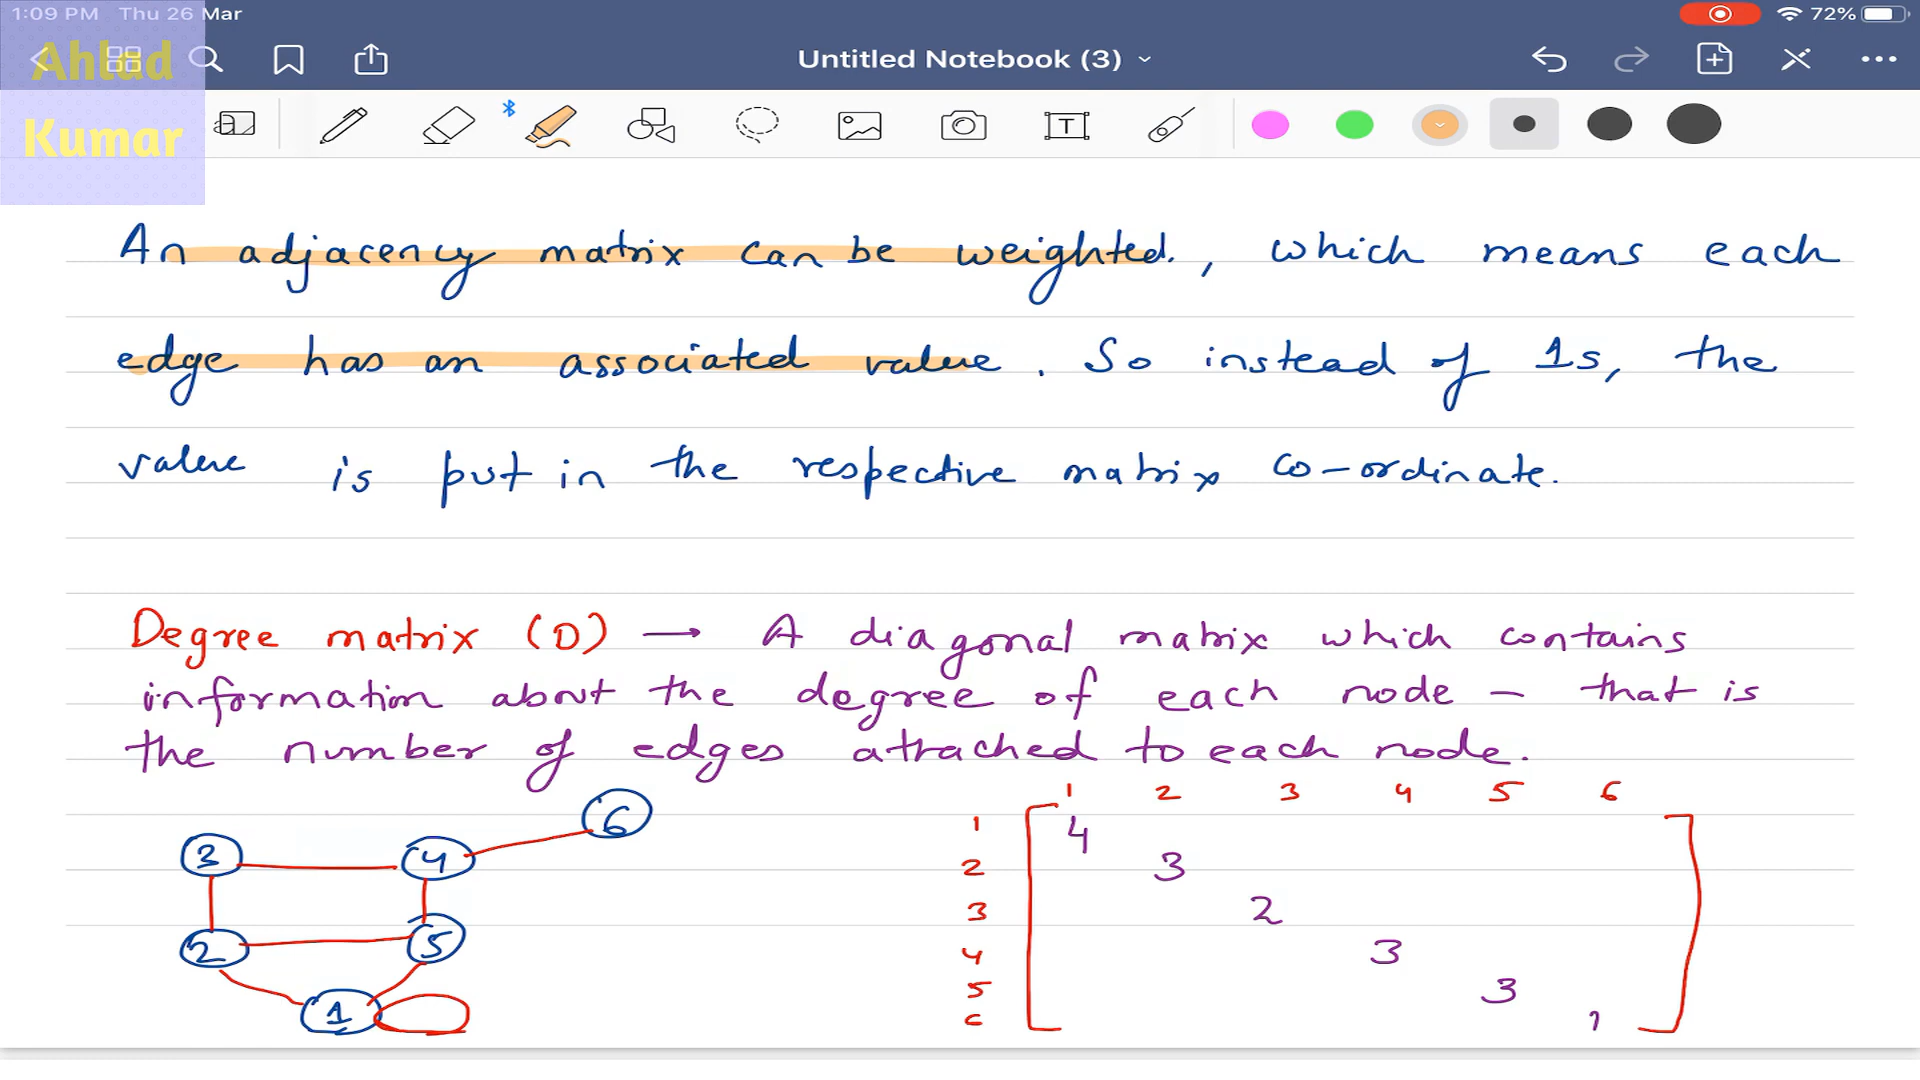 1:09 PM Thu 26 Mar
72%
Ahlad
Kumar
Untitled Notebook (3)
An adjacency matrix can be weighted, which means each
edge has an associated value. So instead of 1s, the
value is put in the respective matrix co-ordinate.
Degree matrix (D) → A diagonal matrix which contains
information about the degree of each node – that is
the number of edges attached to each node.
1 2 3 4 5 6
1 4
2 3
3 2
4 3
5 3
6 1
6
3 4
2 5
1